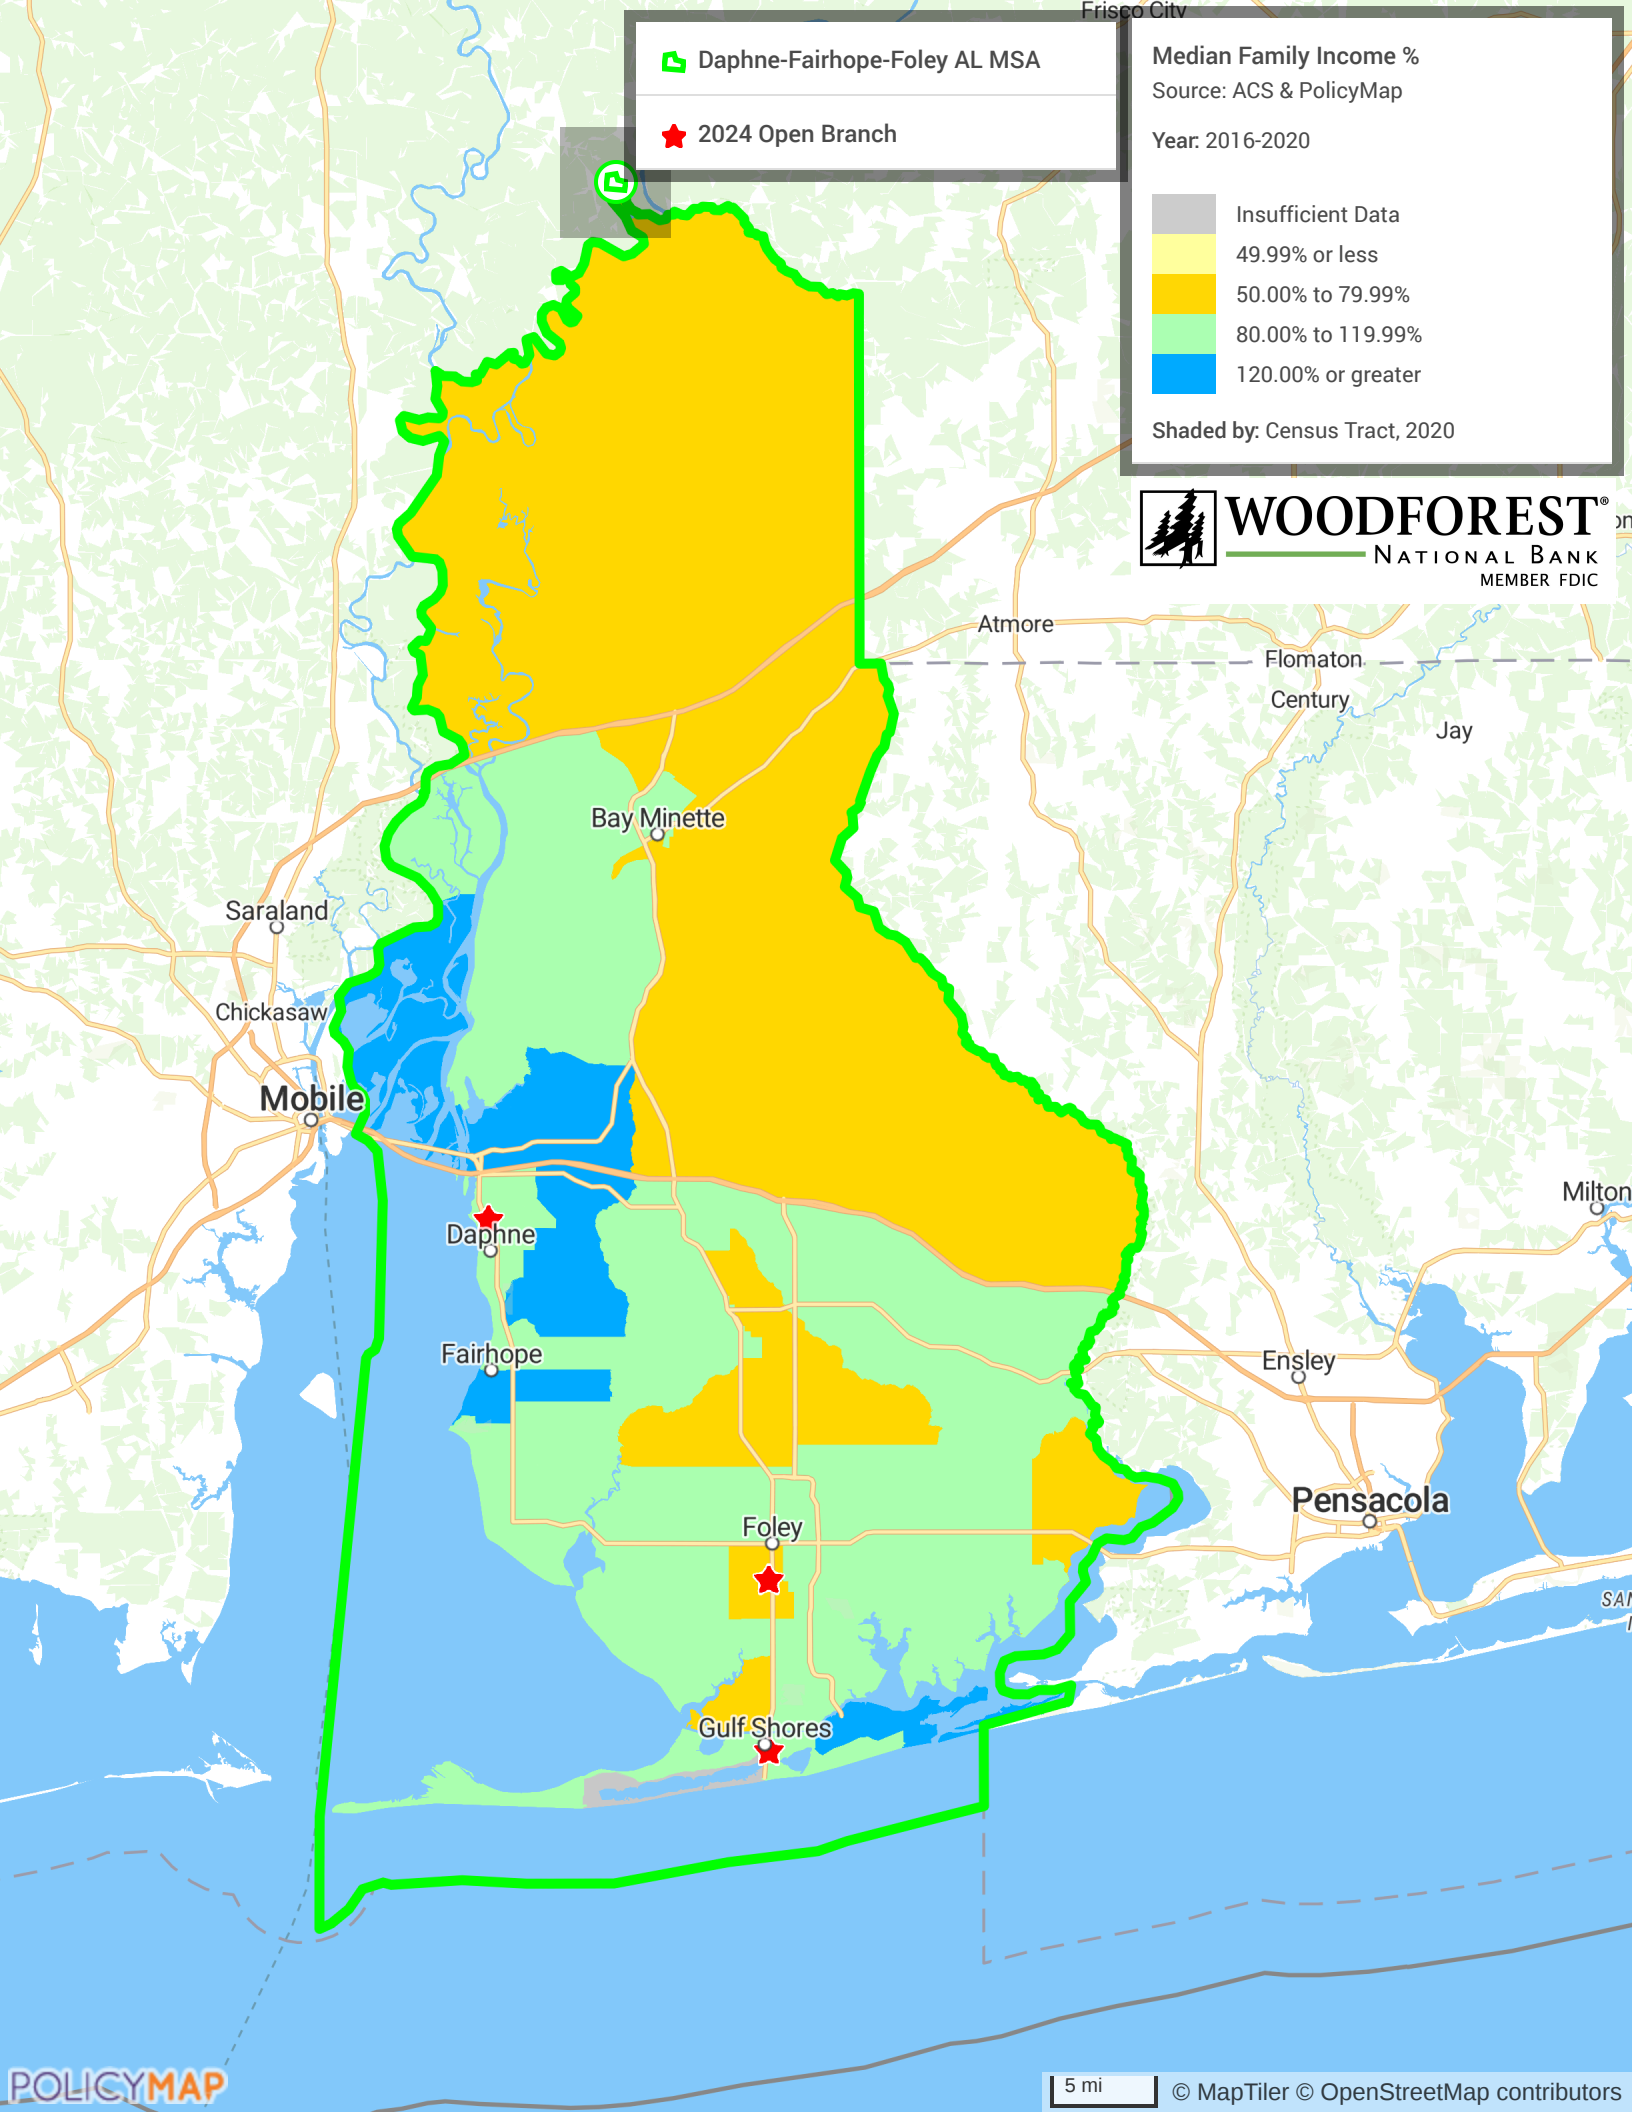 Frisco City
Daphne-Fairhope-Foley AL MSA
2024 Open Branch
Median Family Income %
Source: ACS & PolicyMap
Year: 2016-2020
Insufficient Data
49.99% or less
50.00% to 79.99%
80.00% to 119.99%
120.00% or greater
Shaded by: Census Tract, 2020
WOODFOREST®
NATIONAL BANK
MEMBER FDIC
Atmore
Flomaton
Century
Jay
Bay Minette
Saraland
Chickasaw
Mobile
Milton
Daphne
Fairhope
Ensley
Pensacola
Foley
Gulf Shores
POLICYMAP
5 mi
© MapTiler © OpenStreetMap contributors